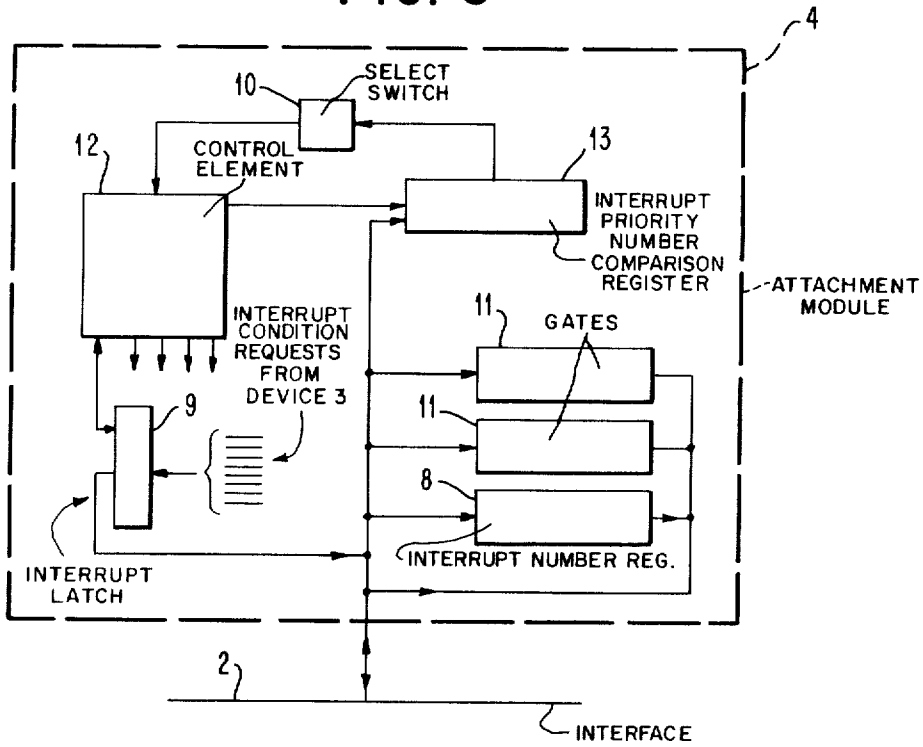 4
10
SELECT
SWITCH
12
CONTROL
ELEMENT
13
INTERRUPT
PRIORITY
NUMBER
COMPARISON
REGISTER
ATTACHMENT
MODULE
INTERRUPT
CONDITION
REQUESTS
FROM
DEVICE 3
9
11
GATES
11
8
INTERRUPT NUMBER REG.
INTERRUPT
LATCH
2
INTERFACE